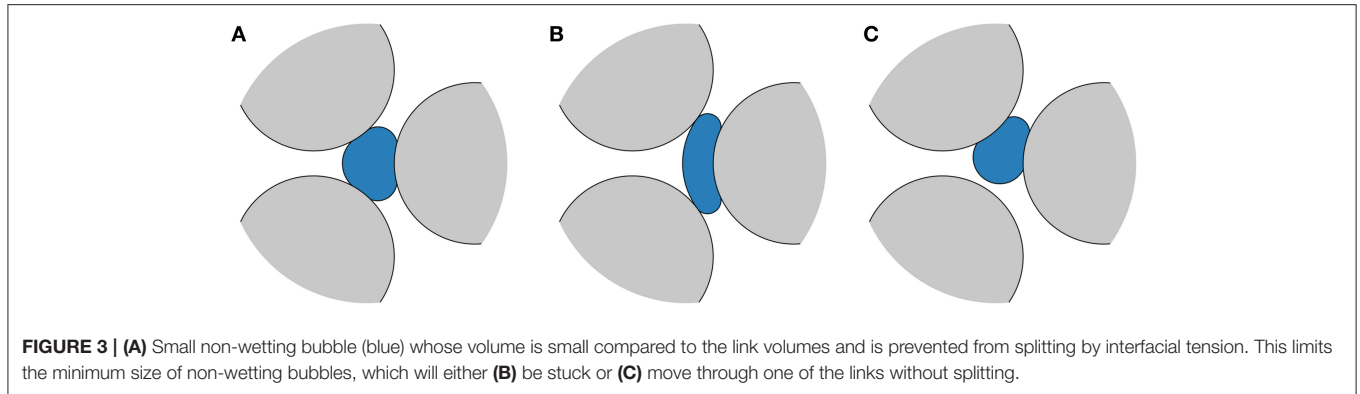 A
B
C
FIGURE 3 | (A) Small non-wetting bubble (blue) whose volume is small compared to the link volumes and is prevented from splitting by interfacial tension. This limits
the minimum size of non-wetting bubbles, which will either (B) be stuck or (C) move through one of the links without splitting.